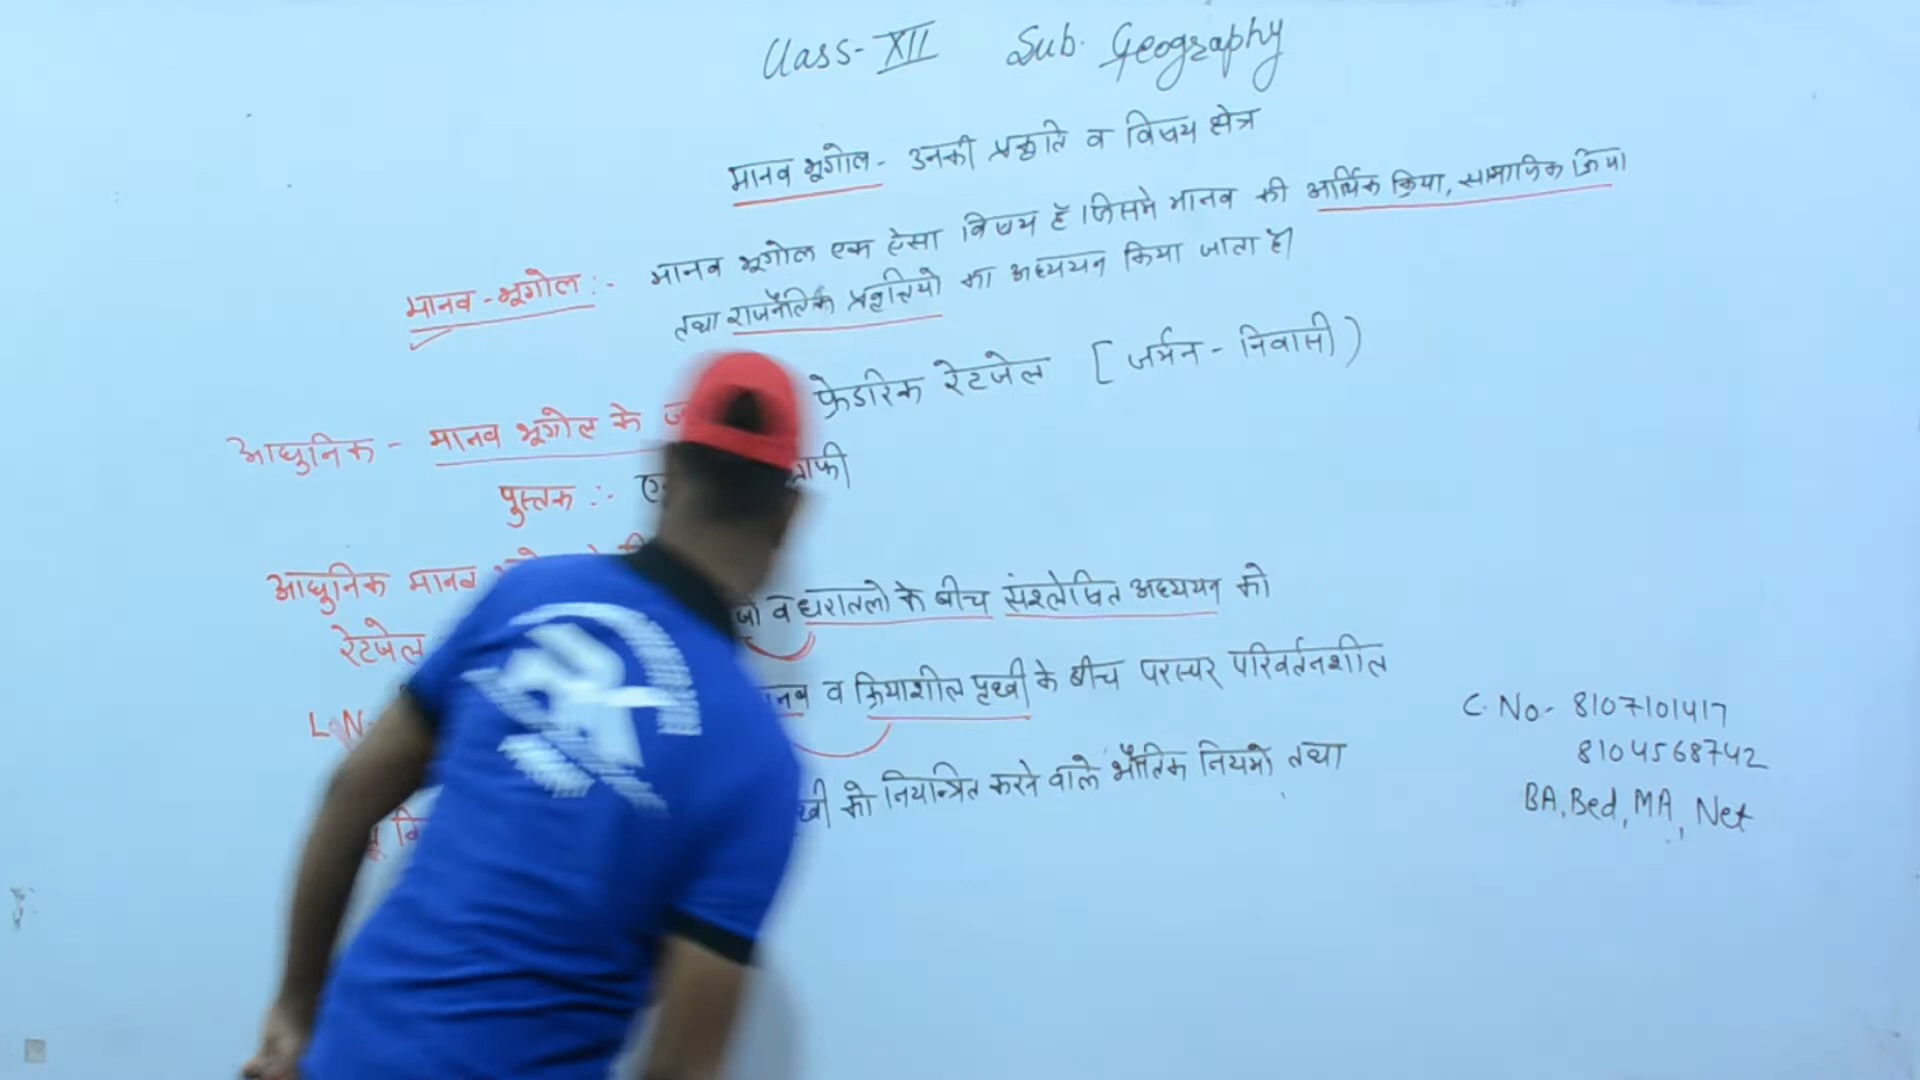 Class-XII Sub. Geography
मानव भूगोल - उनकी प्रकृति व विषय क्षेत्र
मानव-भूगोल :- मानव भूगोल एक ऐसा विषय है जिसमें मानव की आर्थिक क्रिया, सामाजिक क्रिया
तथा राजनैतिक प्रवृत्तियो का अध्ययन किया जाता है।
आधुनिक - मानव भूगोल के फ्रेडरिक रेटजेल [ जर्मन - निवासी )
पुस्तक :-
आधुनिक मानव
रेटजेल व धरातलो के बीच संश्लेषित अध्ययन को
L.N. व क्रियाशील पृथ्वी के बीच परस्पर परिवर्तनशील
को नियन्त्रित करने वाले भौतिक नियमो तथा
C.No- 8107101417
8104568742
BA, Bed, MA, Net